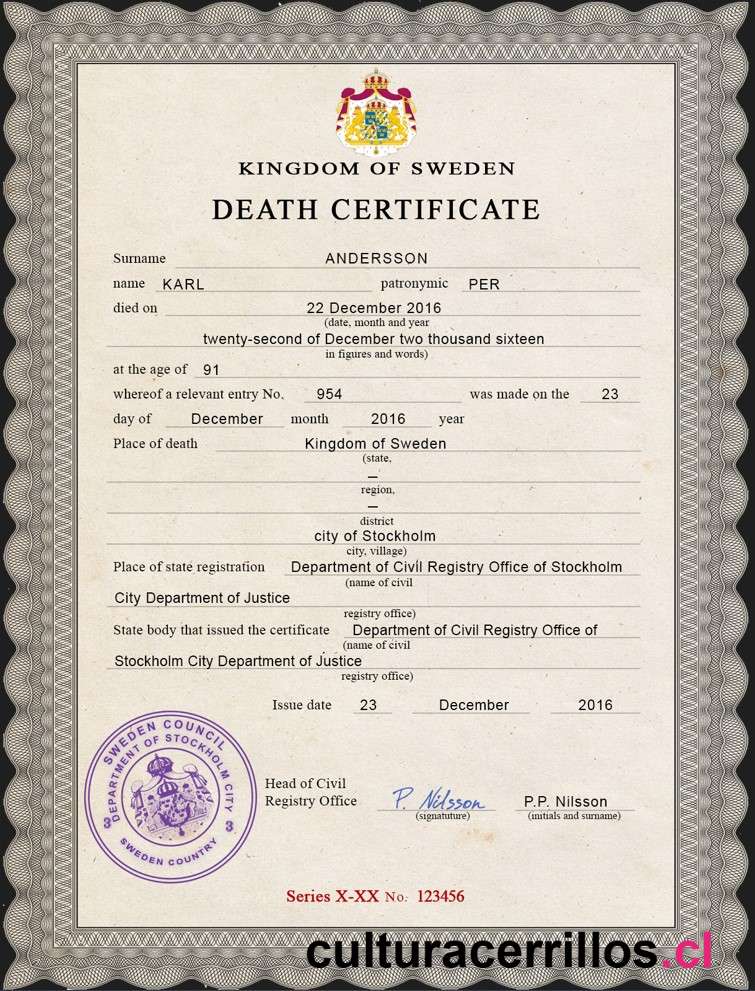 KINGDOM OF SWEDEN
DEATH CERTIFICATE
Surname ANDERSSON
name KARL patronymic PER
died on 22 December 2016
(date, month and year
twenty-second of December two thousand sixteen
in figures and words)
at the age of 91
whereof a relevant entry No. 954 was made on the 23
day of December month 2016 year
Place of death Kingdom of Sweden
(state,
–
region,
–
district
city of Stockholm
city, village)
Place of state registration Department of Civil Registry Office of Stockholm
(name of civil
City Department of Justice
registry office)
State body that issued the certificate Department of Civil Registry Office of
(name of civil
Stockholm City Department of Justice
registry office)
Issue date 23 December 2016
SWEDEN COUNCIL
DEPARTMENT OF STOCKHOLM CITY
3 3
SWEDEN COUNTRY
Head of Civil
Registry Office P. Nilsson P.P. Nilsson
(signatuture) (initials and surname)
Series X-XX No. 123456
culturacerrillos.cl